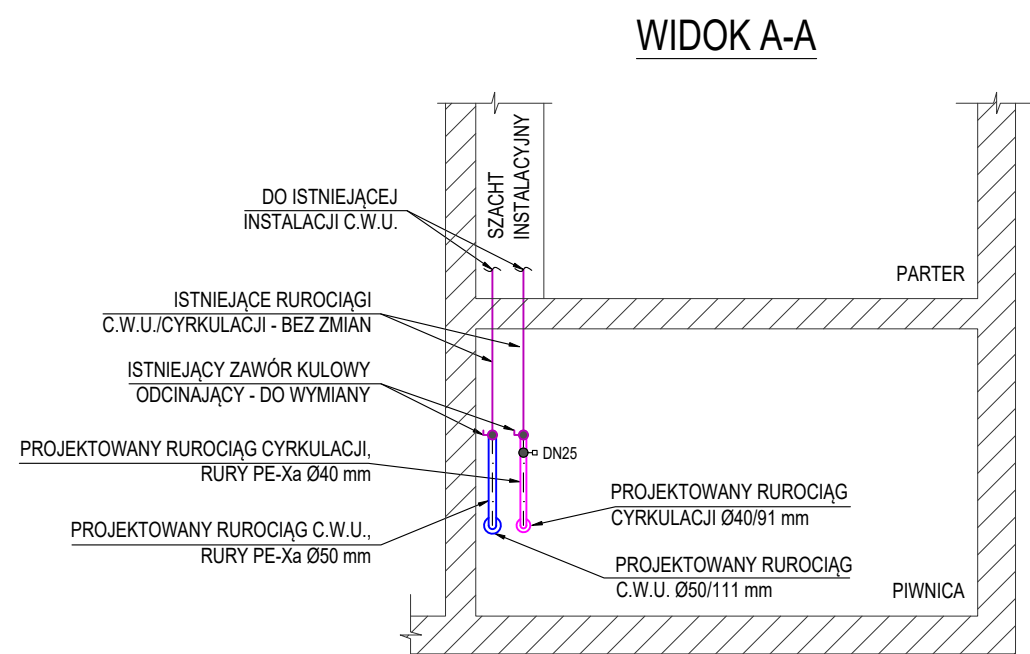 WIDOK A-A
SZACHT
INSTALACYJNY
DO ISTNIEJĄCEJ
INSTALACJI C.W.U.
PARTER
ISTNIEJĄCE RUROCIĄGI
C.W.U./CYRKULACJI - BEZ ZMIAN
ISTNIEJĄCY ZAWÓR KULOWY
ODCINAJĄCY - DO WYMIANY
PROJEKTOWANY RUROCIĄG CYRKULACJI,
RURY PE-Xa Ø40 mm
DN25
PROJEKTOWANY RUROCIĄG
CYRKULACJI Ø40/91 mm
PROJEKTOWANY RUROCIĄG C.W.U.,
RURY PE-Xa Ø50 mm
PROJEKTOWANY RUROCIĄG
C.W.U. Ø50/111 mm
PIWNICA